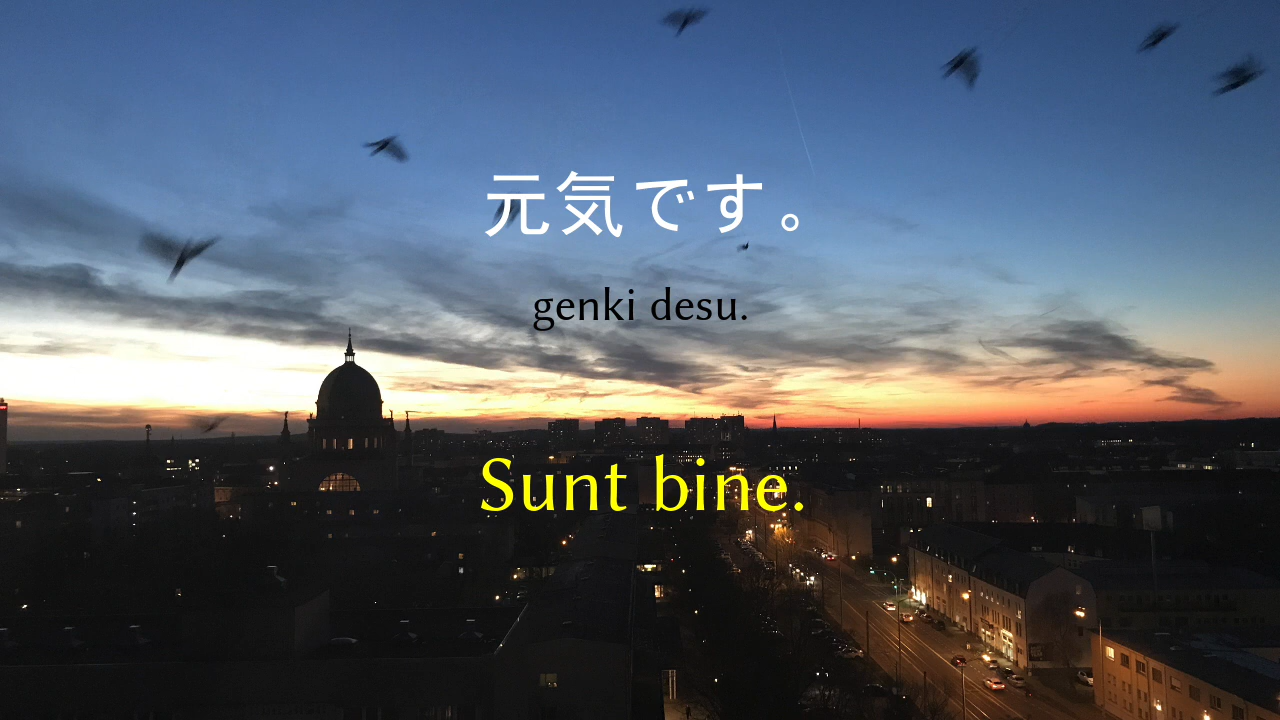 元気です。
genki desu.
Sunt bine.